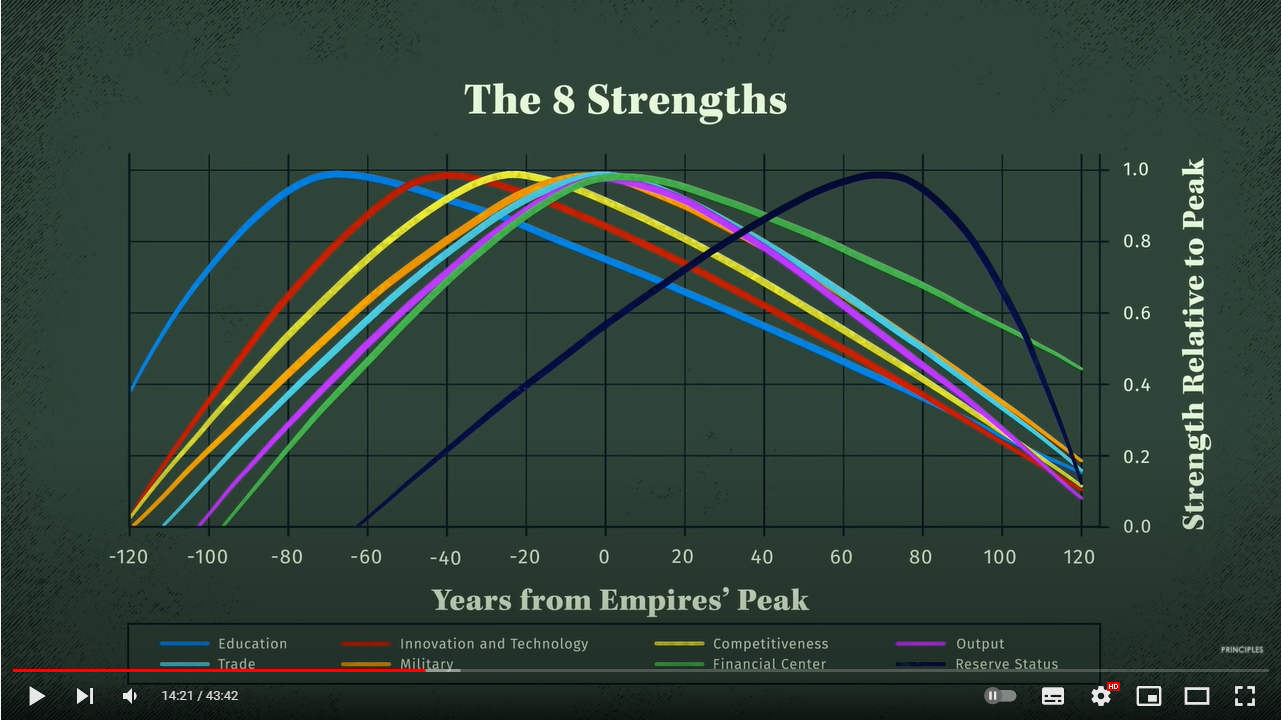 The 8 Strengths
1.0
0.8
0.6
0.4
0.2
0.0
Strength Relative to Peak
-120 -100 -80 -60 -40 -20 0 20 40 60 80 100 120
Years from Empires’ Peak
Education Innovation and Technology Competitiveness Output
Trade Military Financial Center Reserve Status
PRINCIPLES
14:21 / 43:42
HD